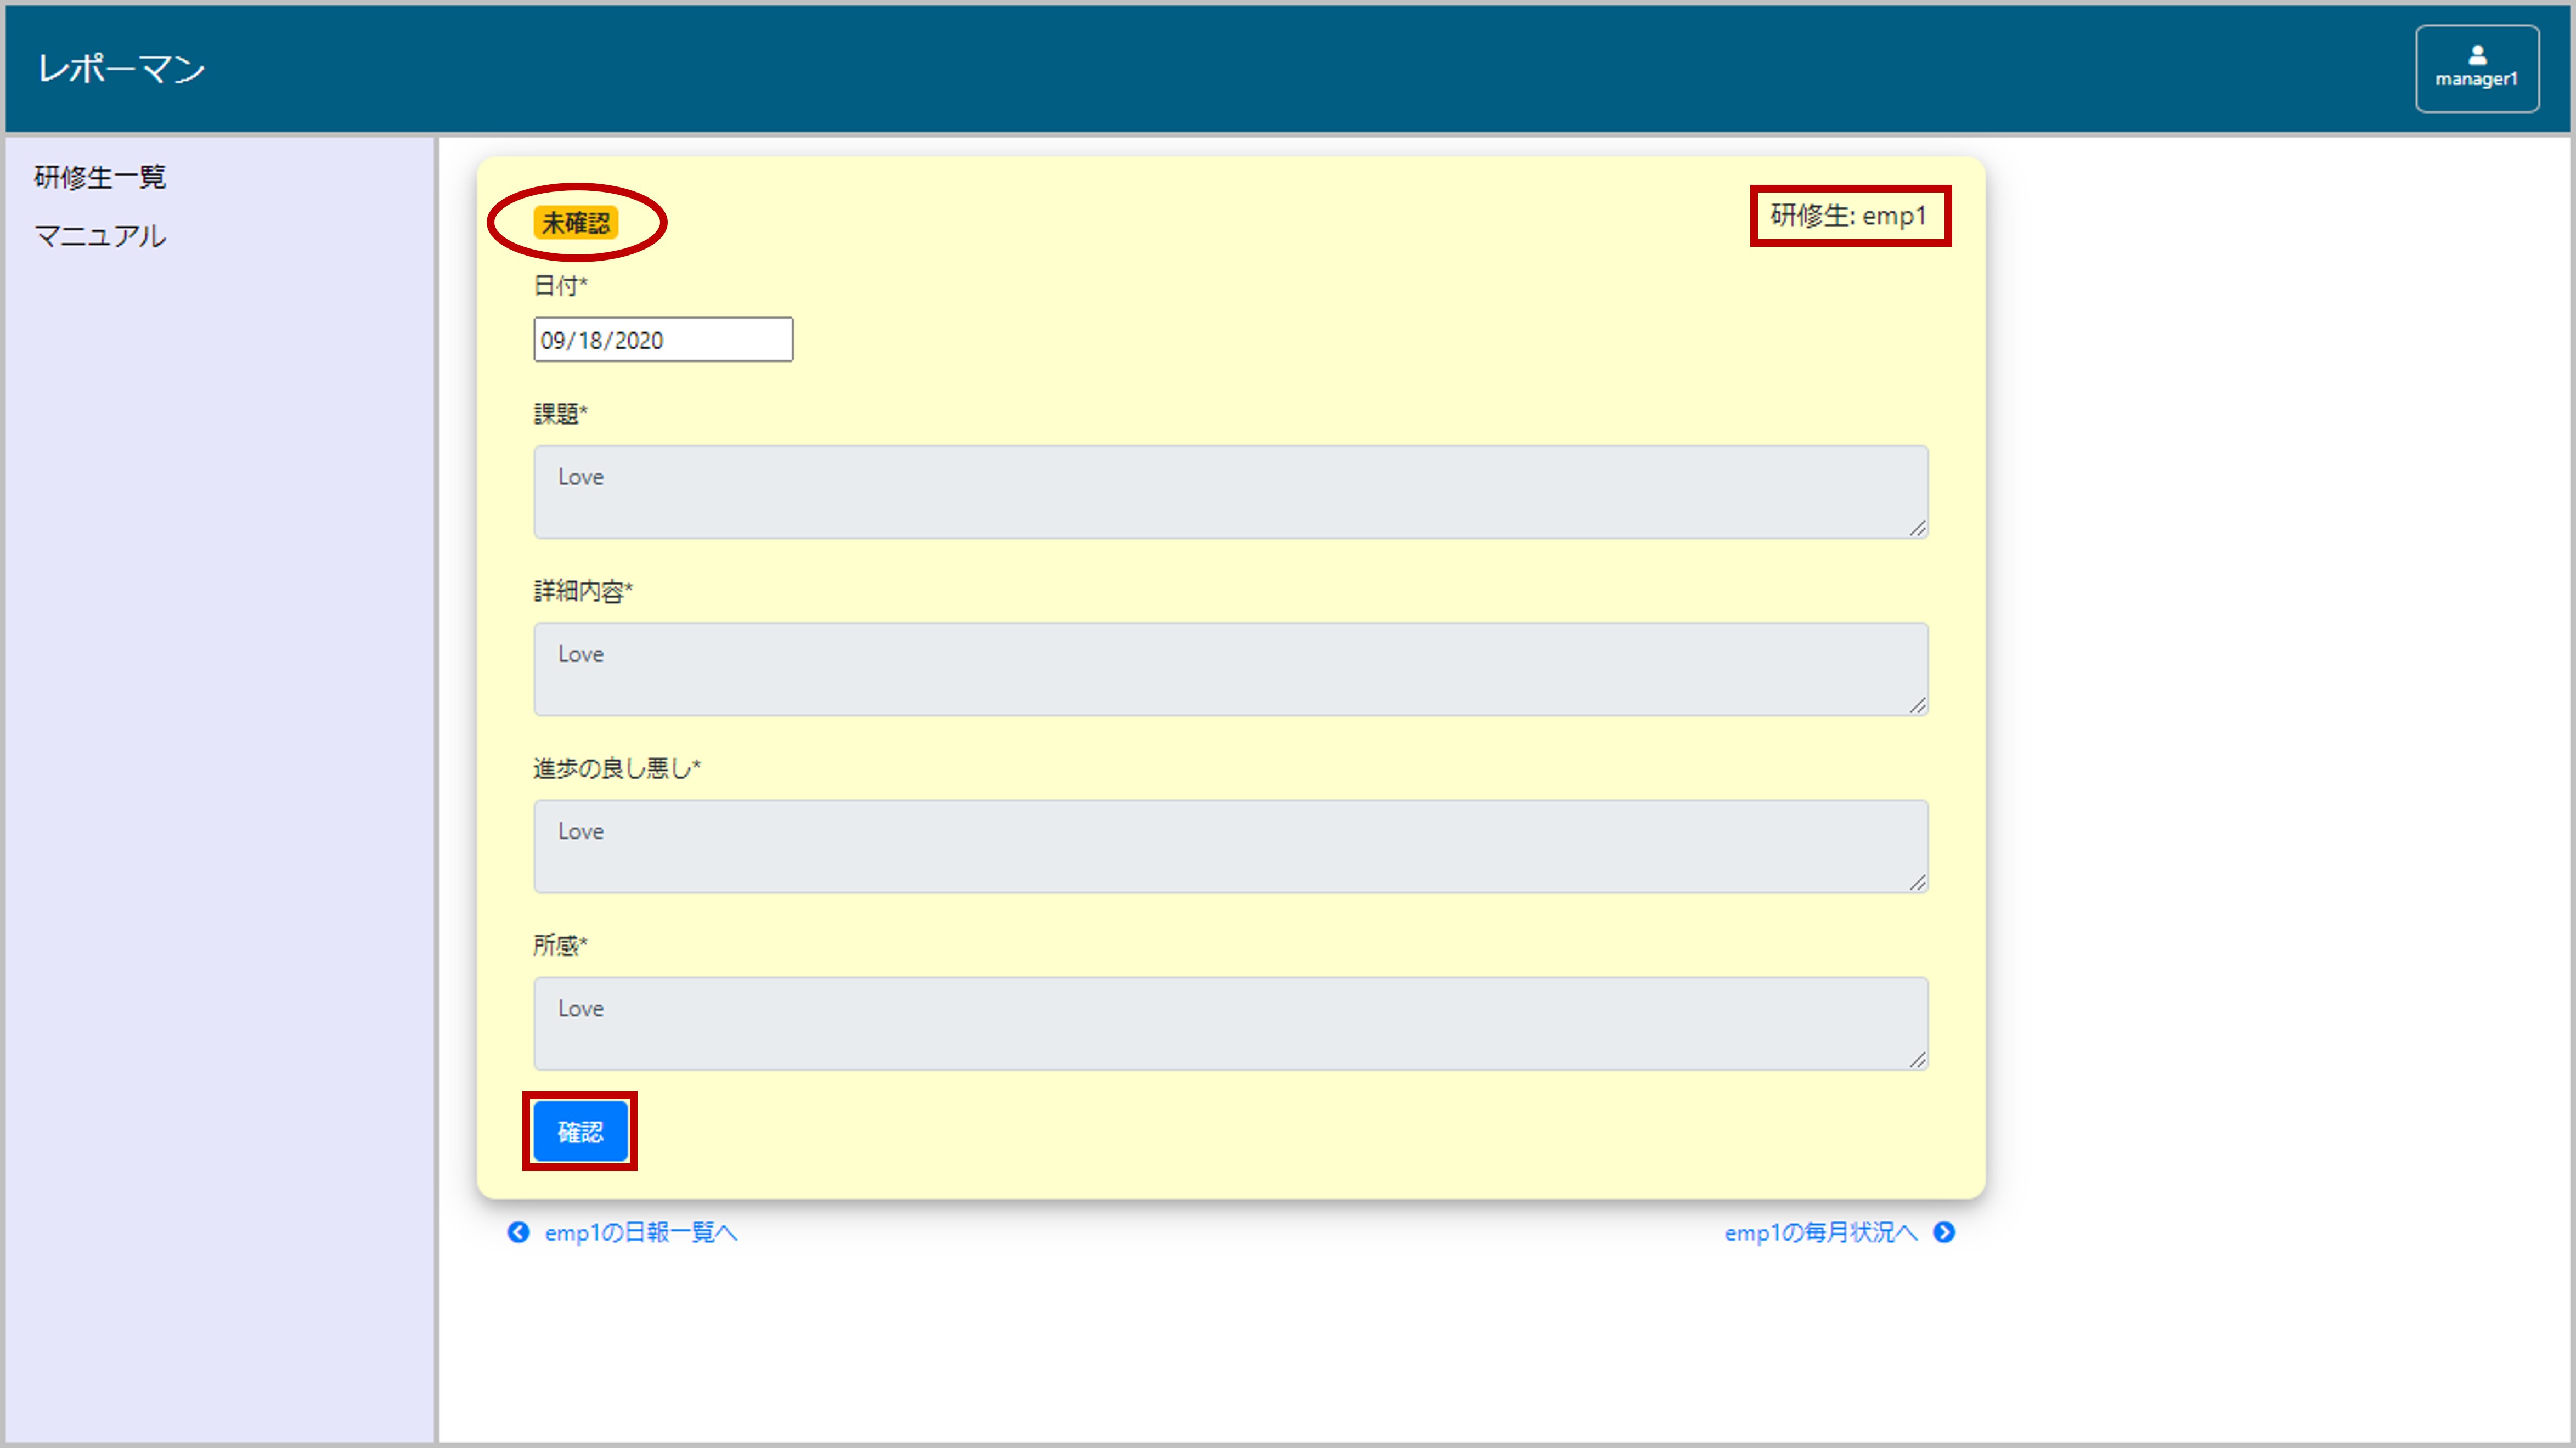 レポーマン
manager1
研修生一覧
マニュアル
未確認
研修生: emp1
日付*
09/18/2020
課題*
Love
詳細内容*
Love
進歩の良し悪し*
Love
所感*
Love
確認
emp1の日報一覧へ
emp1の毎月状況へ